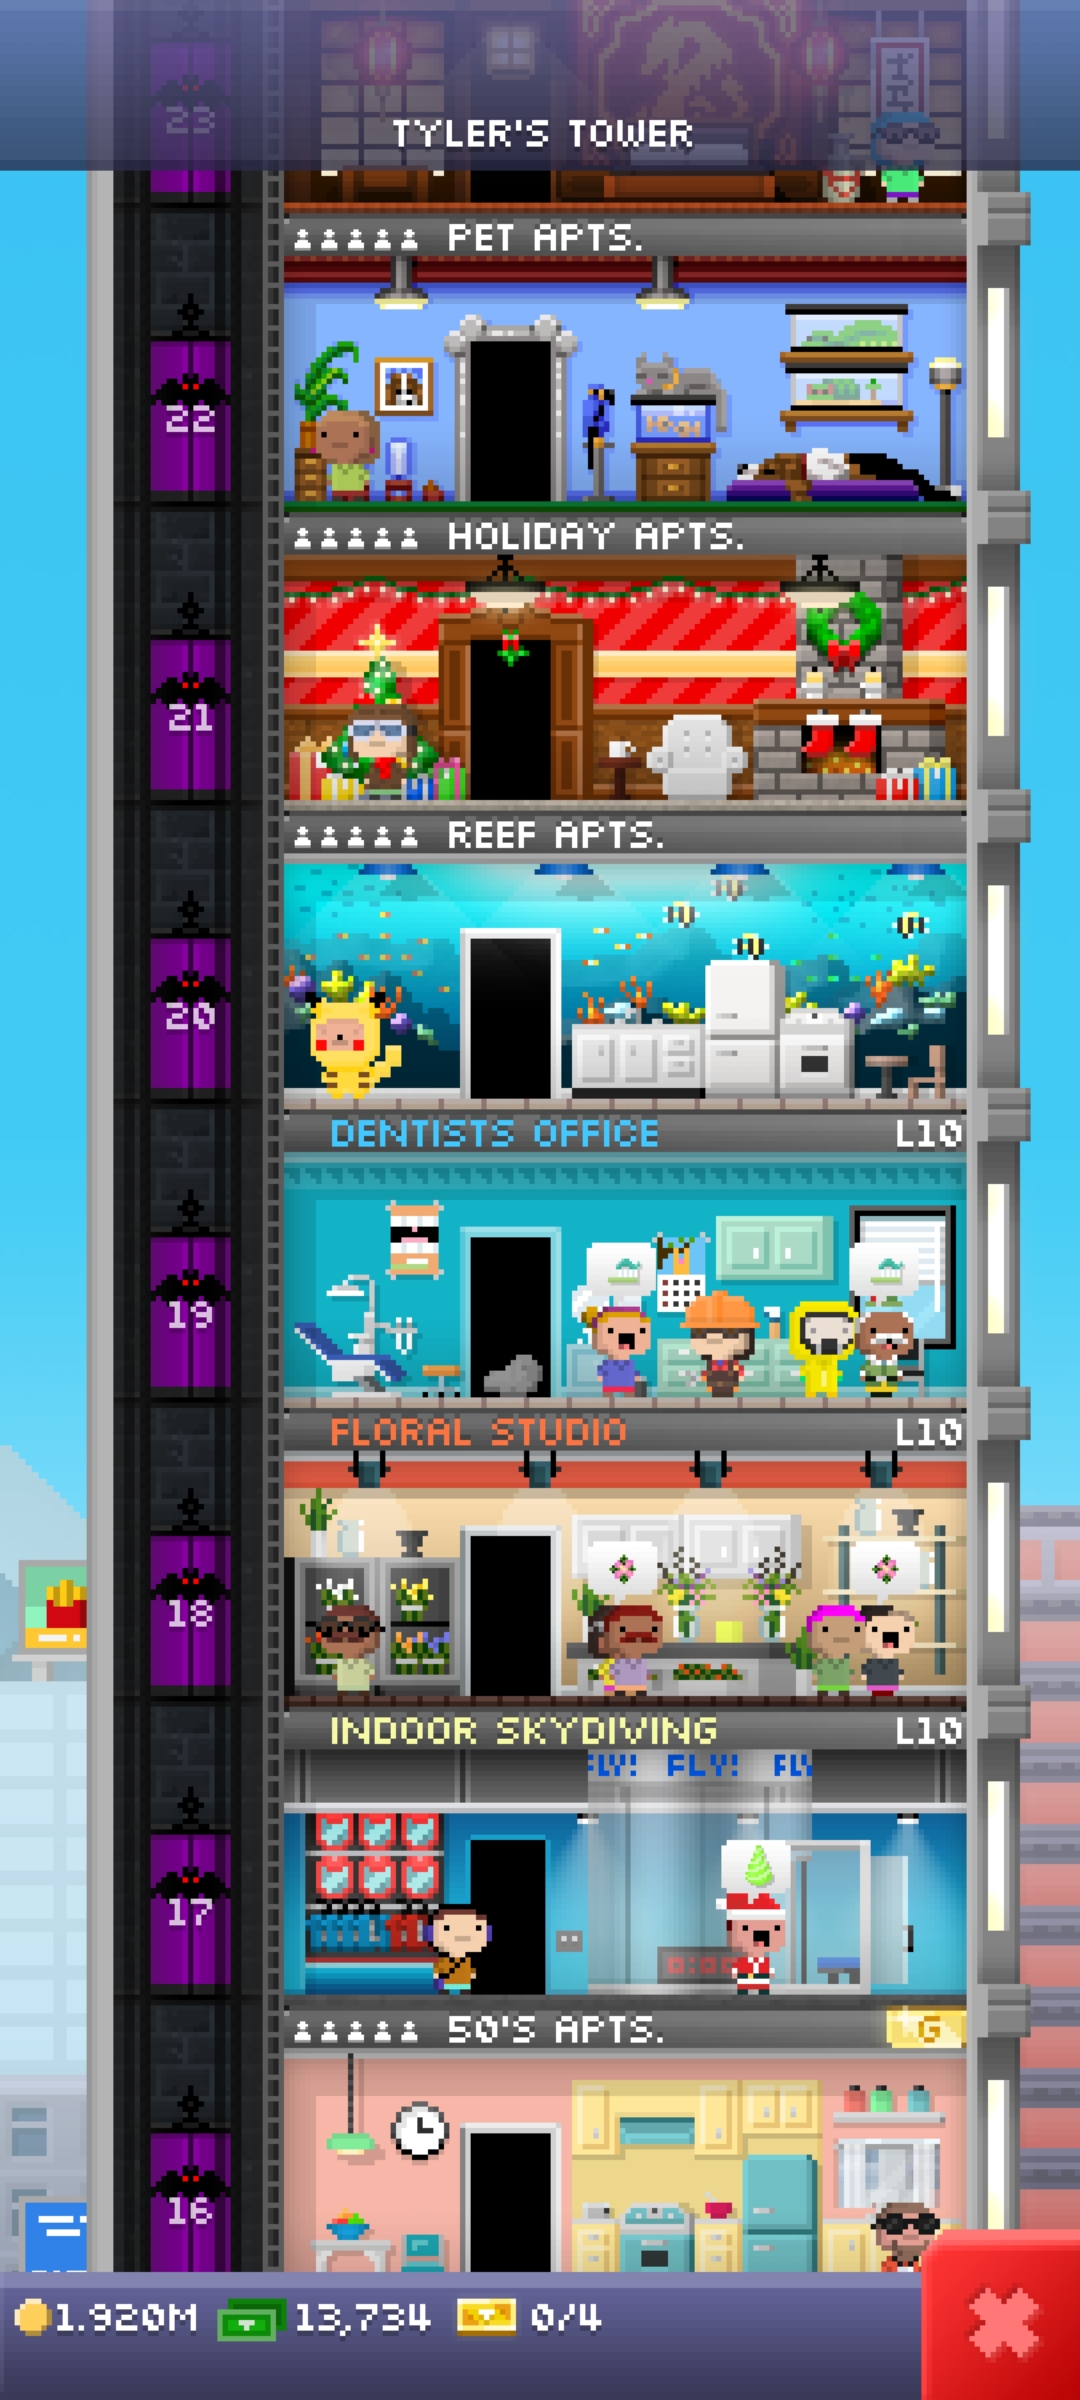 23
TYLER'S TOWER
PET APTS.
22
HOLIDAY APTS.
21
REEF APTS.
20
DENTISTS OFFICE L10
19
FLORAL STUDIO L10
18
INDOOR SKYDIVING L10
FLY! FLY! FLY
17
50'S APTS. G
16
1.920M 13,734 0/4